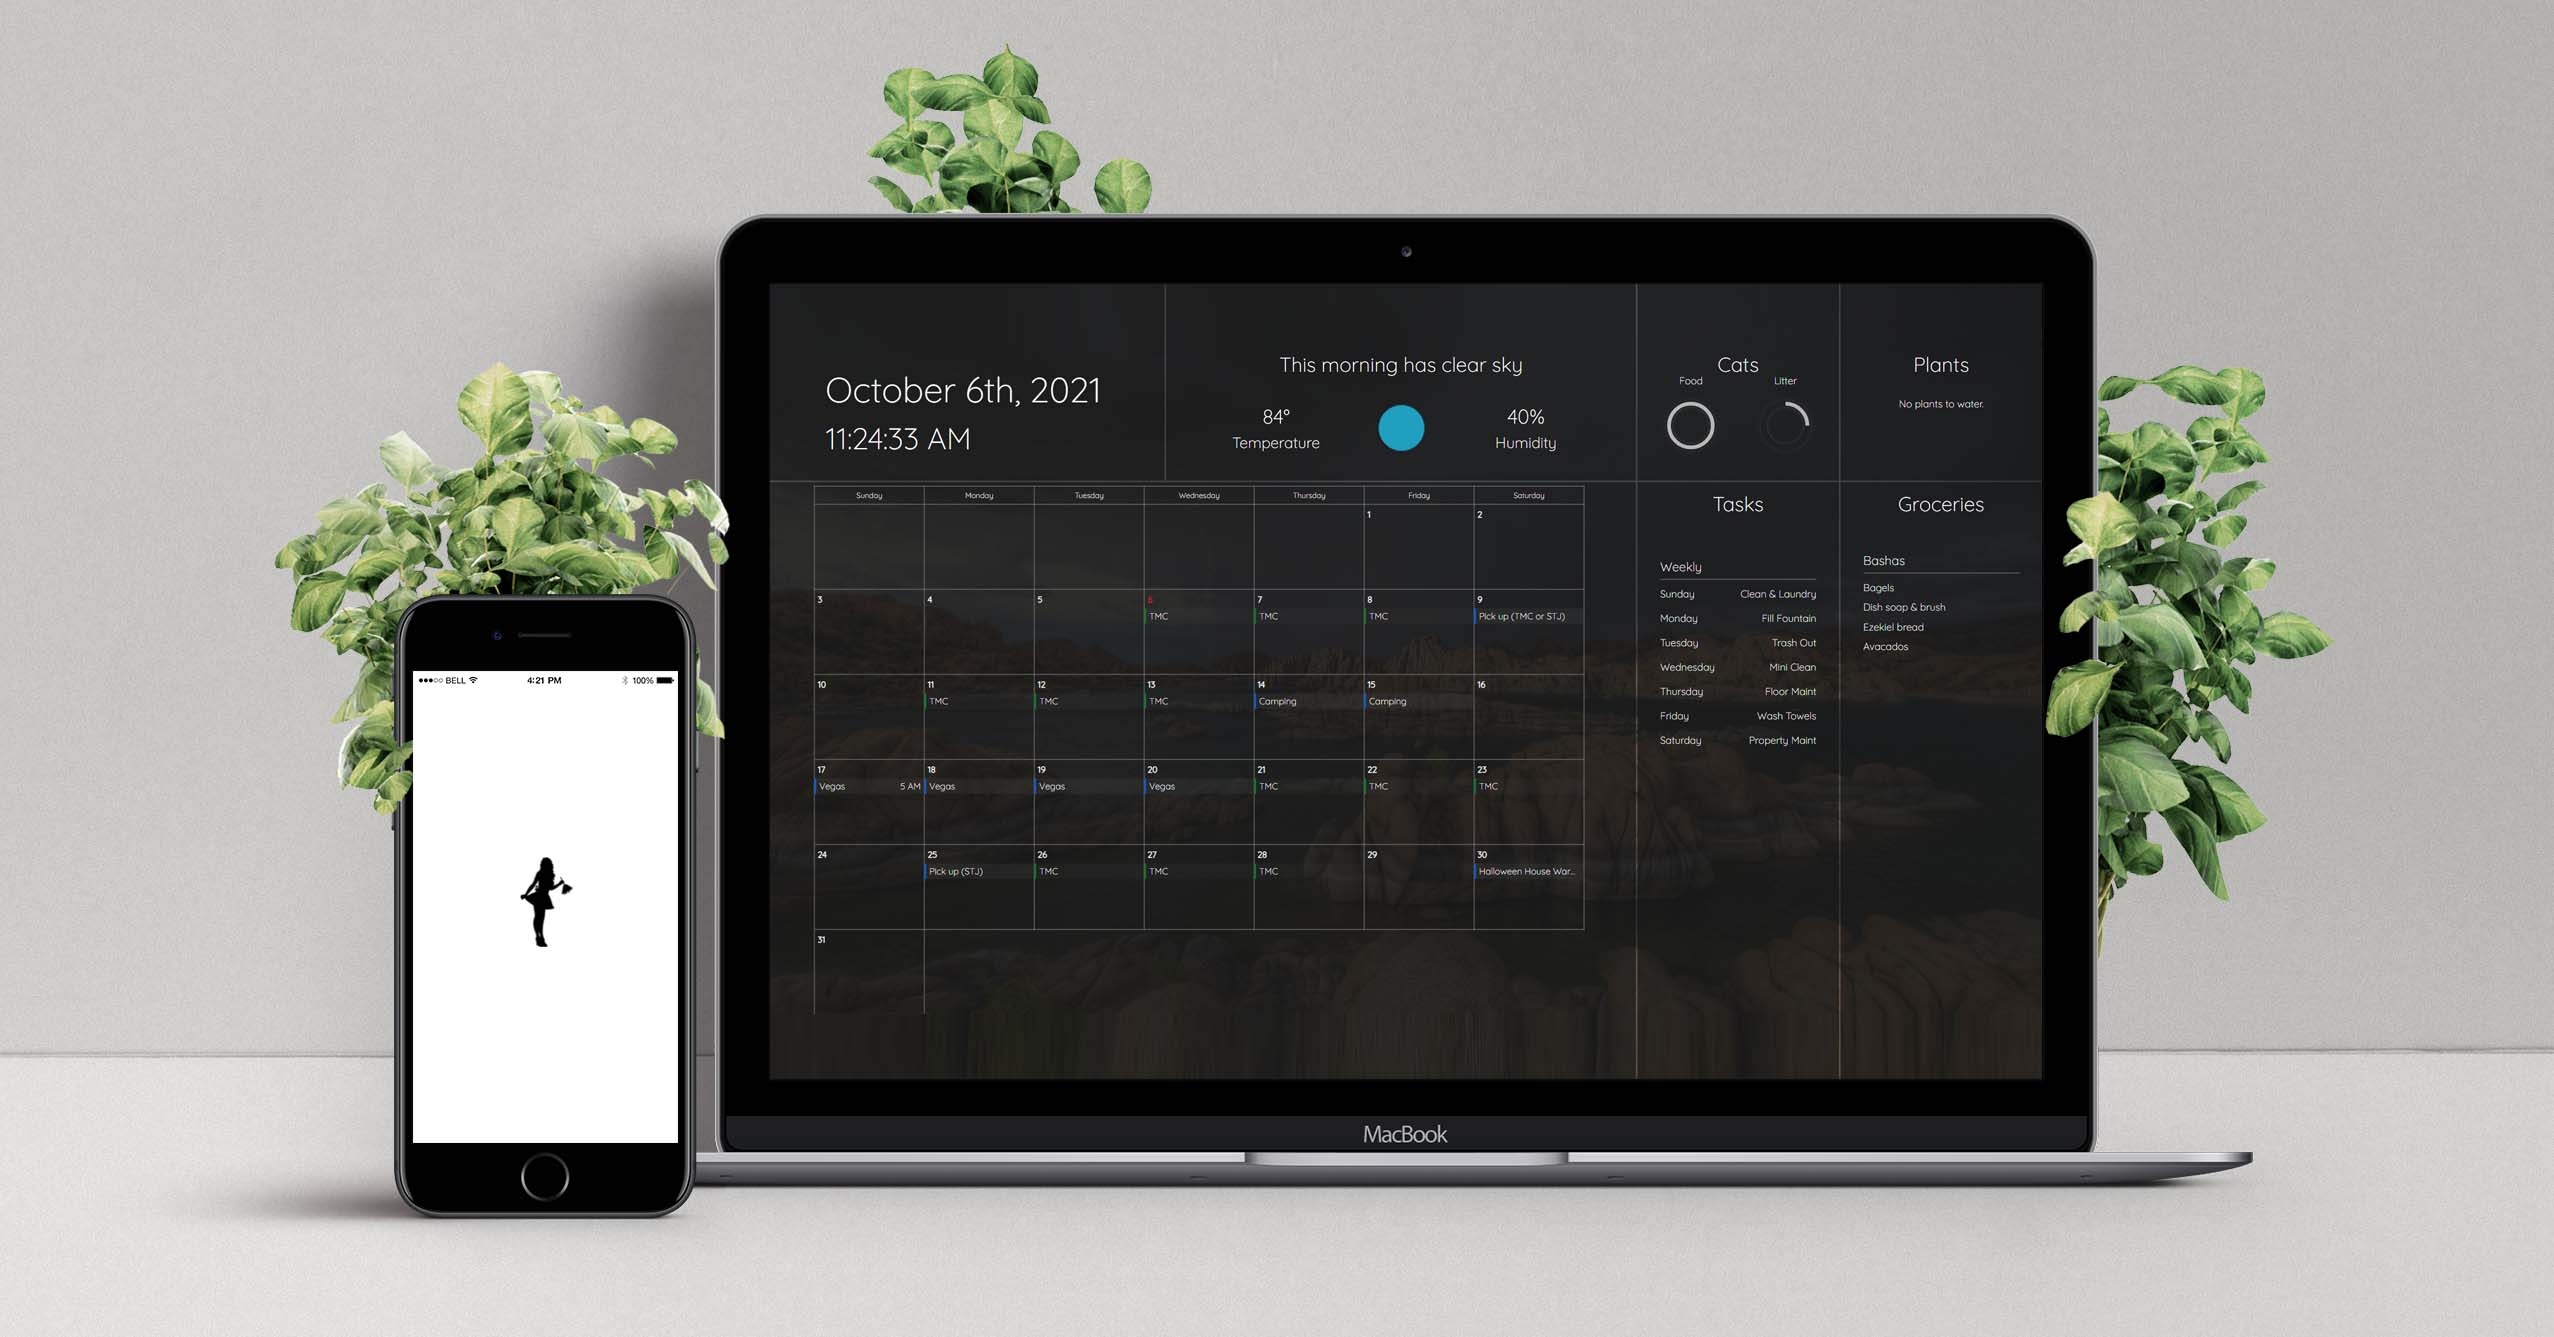 October 6th, 2021
11:24:33 AM
This morning has clear sky
84°
Temperature
40%
Humidity
Cats
Food
Litter
Plants
No plants to water.
Sunday Monday Tuesday Wednesday Thursday Friday Saturday
1 2
3 4 5 6 7 8 9
TMC TMC TMC Pick up (TMC or STJ)
10 11 12 13 14 15 16
TMC TMC TMC Camping Camping
17 18 19 20 21 22 23
Vegas 5 AM Vegas Vegas Vegas TMC TMC TMC
24 25 26 27 28 29 30
Pick up (STJ) TMC TMC TMC Halloween House War...
31
Tasks
Weekly
Sunday Clean & Laundry
Monday Fill Fountain
Tuesday Trash Out
Wednesday Mini Clean
Thursday Floor Maint
Friday Wash Towels
Saturday Property Maint
Groceries
Bashas
Bagels
Dish soap & brush
Ezekiel bread
Avacados
BELL 4:21 PM 100%
MacBook